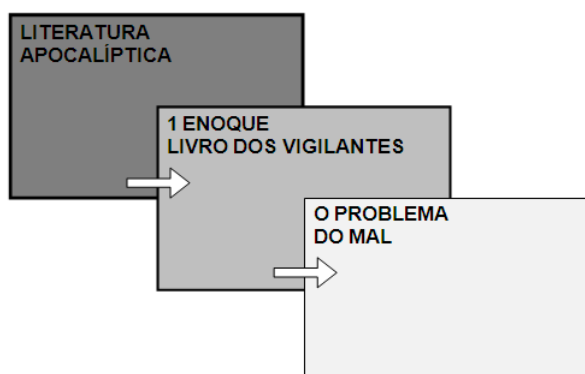 LITERATURA
APOCALÍPTICA
1 ENOQUE
LIVRO DOS VIGILANTES
O PROBLEMA
DO MAL